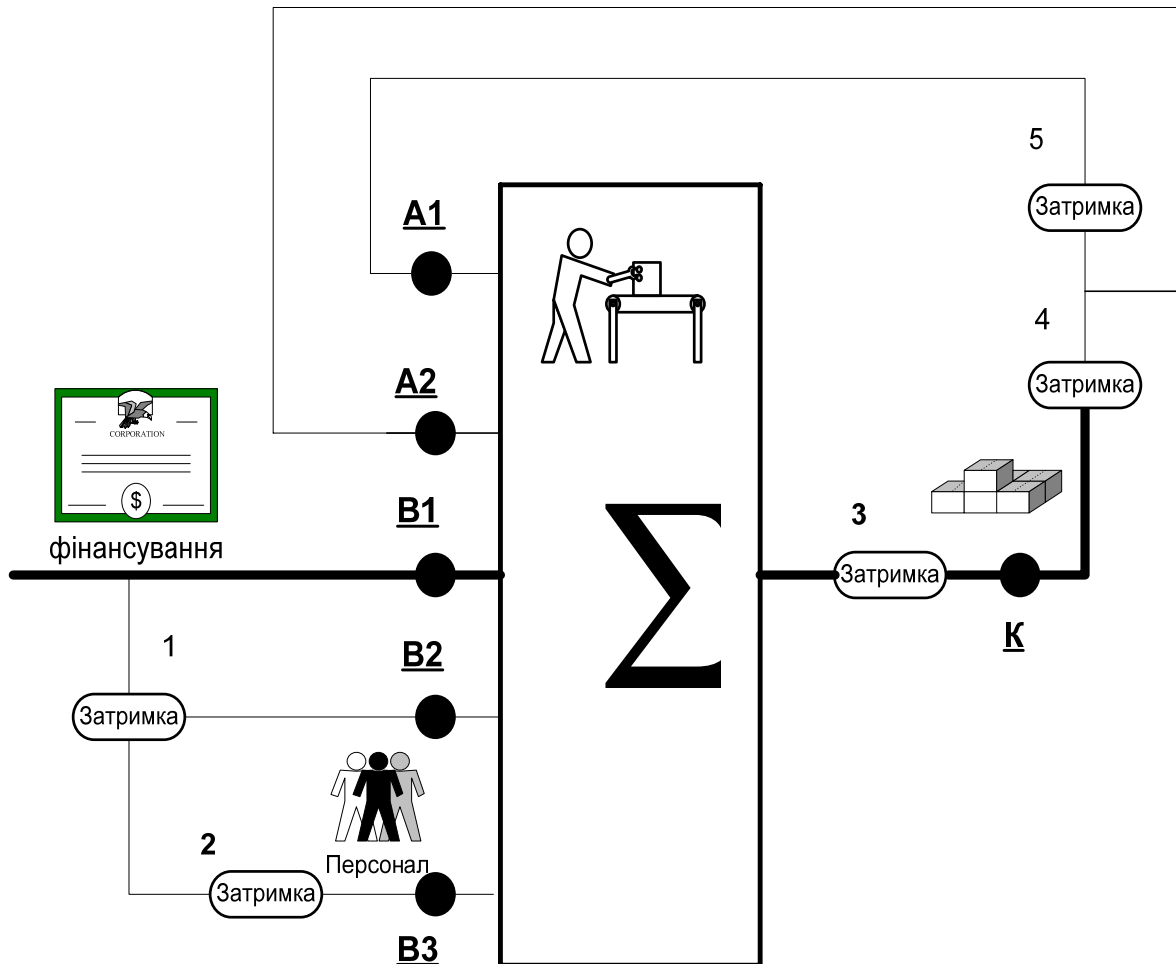 5
Затримка
А1
4
А2
Затримка
CORPORATION
$
В1
3
фінансування
Σ
Затримка
К
1
В2
Затримка
2
Персонал
Затримка
В3